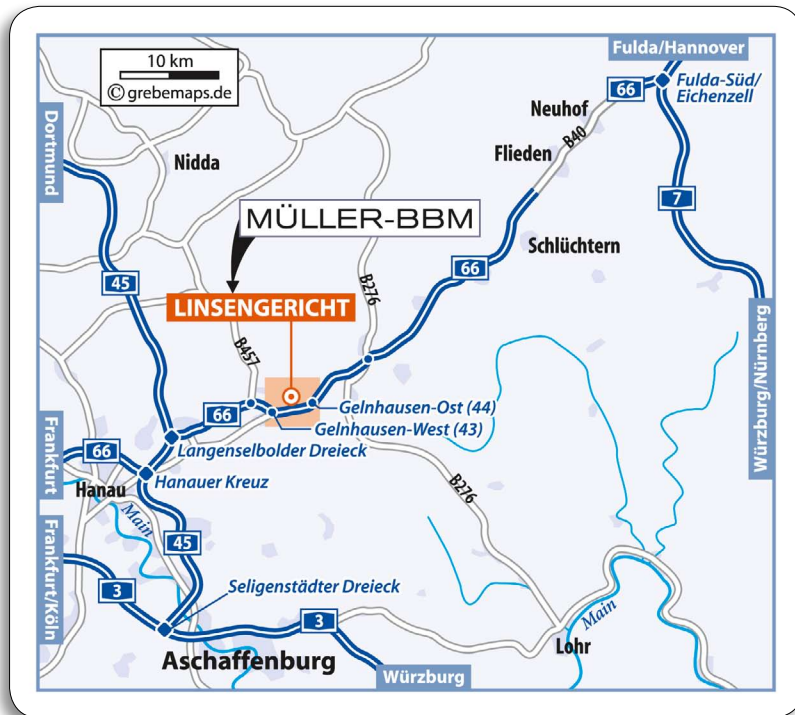 10 km
© grebemaps.de
Fulda/Hannover
66
Fulda-Süd/
Eichenzell
Neuhof
B40
Flieden
Dortmund
Nidda
7
MÜLLER-BBM
Schlüchtern
66
45
B276
LINSENGERICHT
Würzburg/Nürnberg
B457
Gelnhausen-Ost (44)
66
Gelnhausen-West (43)
Frankfurt
66
Langenselbolder Dreieck
Hanauer Kreuz
Hanau
B276
Main
Frankfurt/Köln
45
3
Seligenstädter Dreieck
3
Main
Lohr
Aschaffenburg
Würzburg